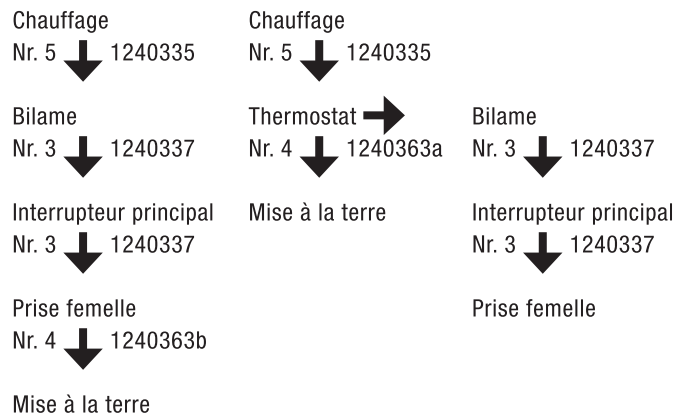 Chauffage
Nr. 5 1240335
Bilame
Nr. 3 1240337
Interrupteur principal
Nr. 3 1240337
Prise femelle
Nr. 4 1240363b
Mise à la terre
Chauffage
Nr. 5 1240335
Thermostat
Nr. 4 1240363a
Mise à la terre
Bilame
Nr. 3 1240337
Interrupteur principal
Nr. 3 1240337
Prise femelle